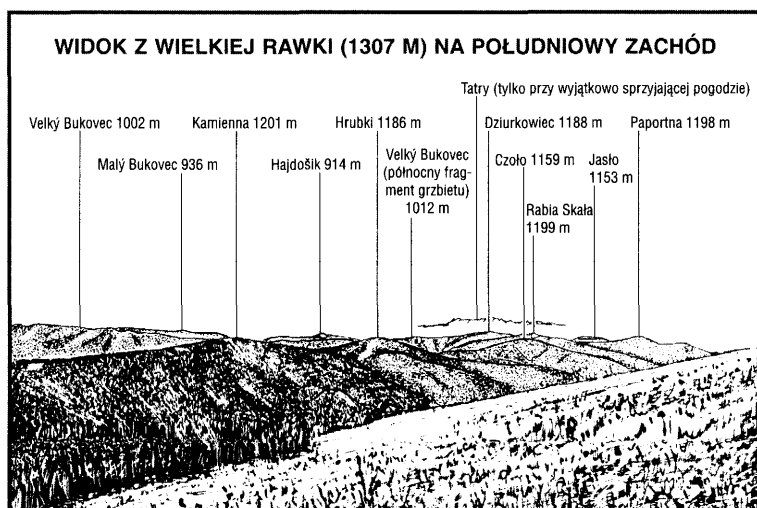 WIDOK Z WIELKIEJ RAWKI (1307 M) NA POŁUDNIOWY ZACHÓD
Tatry (tylko przy wyjątkowo sprzyjającej pogodzie)
Velký Bukovec 1002 m
Kamienna 1201 m
Hrubki 1186 m
Dziurkowiec 1188 m
Paportna 1198 m
Malý Bukovec 936 m
Hajdošik 914 m
Velký Bukovec
(północny frag-
ment grzbietu)
1012 m
Czoło 1159 m
Jasło
1153 m
Rabia Skała
1199 m